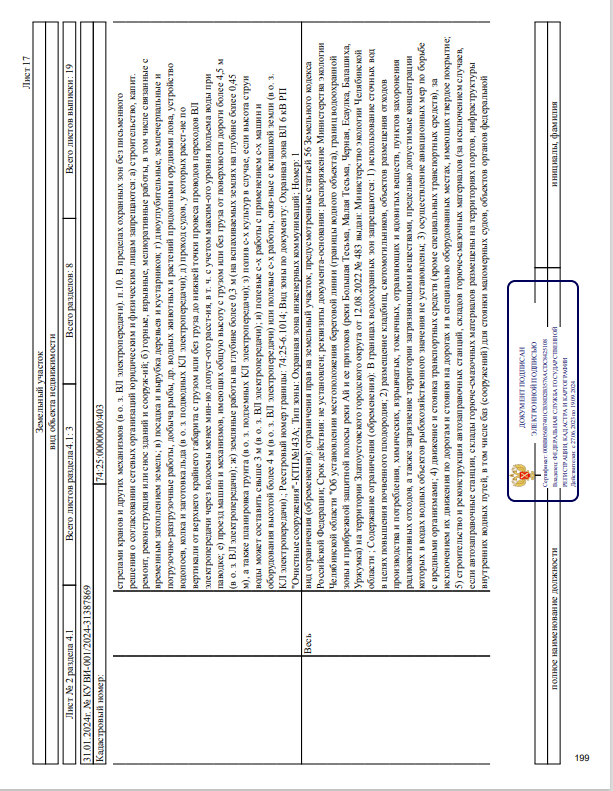 Лист 17
Земельный участок
вид объекта недвижимости
Лист № 2 раздела 4.1
Всего листов раздела 4.1: 3
Всего разделов: 8
Всего листов выписки: 19
31.01.2024г. № КУВИ-001/2024-31387869
Кадастровый номер:
74:25:0000000:403
стрелами кранов и других механизмов (в о. з. ВЛ электропередачи). п.10. В пределах охранных зон без письменного
решения о согласовании сетевых организаций юридическим и физическим лицам запрещаются: а) строительство, капит.
ремонт, реконструкция или снос зданий и сооруж-ий; б) горные, взрывные, мелиоративные работы, в том числе связанные с
временным затоплением земель; в) посадка и вырубка деревьев и кустарников; г) дноуглубительные, землечерпальные и
погрузочно-разгрузочные работы, добыча рыбы, др. водных животных и растений придонными орудиями лова, устройство
водопоев, колка и заготовка льда (в о. з. подводных КЛ электропередачи); д) проход судов, у которых расст-ие по
вертикали от верхнего крайнего габарита с грузом или без груза до нижней точки провеса проводов переходов ВЛ
электропередачи через водоемы менее мин-но допуст-ого расст-ия, в т. ч. с учетом максим-ого уровня подъема воды при
паводке; е) проезд машин и механизмов, имеющих общую высоту с грузом или без груза от поверхности дороги более 4,5 м
(в о. з. ВЛ электропередачи); ж) земляные работы на глубине более 0,3 м (на вспахиваемых землях на глубине более 0,45
м), а также планировка грунта (в о. з. подземных КЛ электропередачи); з) полив с-х культур в случае, если высота струи
воды может составить свыше 3 м (в о. з. ВЛ электропередачи); и) полевые с-х работы с применением с-х машин и
оборудования высотой более 4 м (в о. з. ВЛ электропередачи) или полевые с-х работы, связ-ные с вспашкой земли (в о. з.
КЛ электропередачи).; Реестровый номер границы: 74:25-6.1014; Вид зоны по документу: Охранная зона ВЛ 6 кВ РП
"Очистные сооружения"-КТП№143А; Тип зоны: Охранная зона инженерных коммуникаций; Номер: 1
Весь
вид ограничения (обременения): ограничения прав на земельный участок, предусмотренные статьей 56 Земельного кодекса
Российской Федерации; Срок действия: не установлен; реквизиты документа-основания: распоряжение Министерства экологии
Челябинской области "Об установлении местоположения береговой линии (границы водного объекта), границ водоохранной
зоны и прибрежной защитной полосы реки Ай и ее притоков (реки Большая Тесьма, Малая Тесьма, Черная, Есаулка, Балашиха,
Уржумка) на территории Златоустовского городского округа от 12.08.2022 № 483 выдан: Министерство экологии Челябинской
области ; Содержание ограничения (обременения): В границах водоохранных зон запрещаются: 1) использование сточных вод
в целях повышения почвенного плодородия; 2) размещение кладбищ, скотомогильников, объектов размещения отходов
производства и потребления, химических, взрывчатых, токсичных, отравляющих и ядовитых веществ, пунктов захоронения
радиоактивных отходов, а также загрязнение территории загрязняющими веществами, предельно допустимые концентрации
которых в водах водных объектов рыбохозяйственного значения не установлены; 3) осуществление авиационных мер по борьбе
с вредными организмами; 4) движение и стоянка транспортных средств (кроме специальных транспортных средств), за
исключением их движения по дорогам и стоянки на дорогах и в специально оборудованных местах, имеющих твердое покрытие;
5) строительство и реконструкция автозаправочных станций, складов горюче-смазочных материалов (за исключением случаев,
если автозаправочные станции, склады горюче-смазочных материалов размещены на территориях портов, инфраструктуры
внутренних водных путей, в том числе баз (сооружений) для стоянки маломерных судов, объектов органов федеральной
полное наименование должности
инициалы, фамилия
ДОКУМЕНТ ПОДПИСАН
ЭЛЕКТРОННОЙ ПОДПИСЬЮ
Владелец: ФЕДЕРАЛЬНАЯ СЛУЖБА ГОСУДАРСТВЕННОЙ
РЕГИСТРАЦИИ, КАДАСТРА И КАРТОГРАФИИ
199